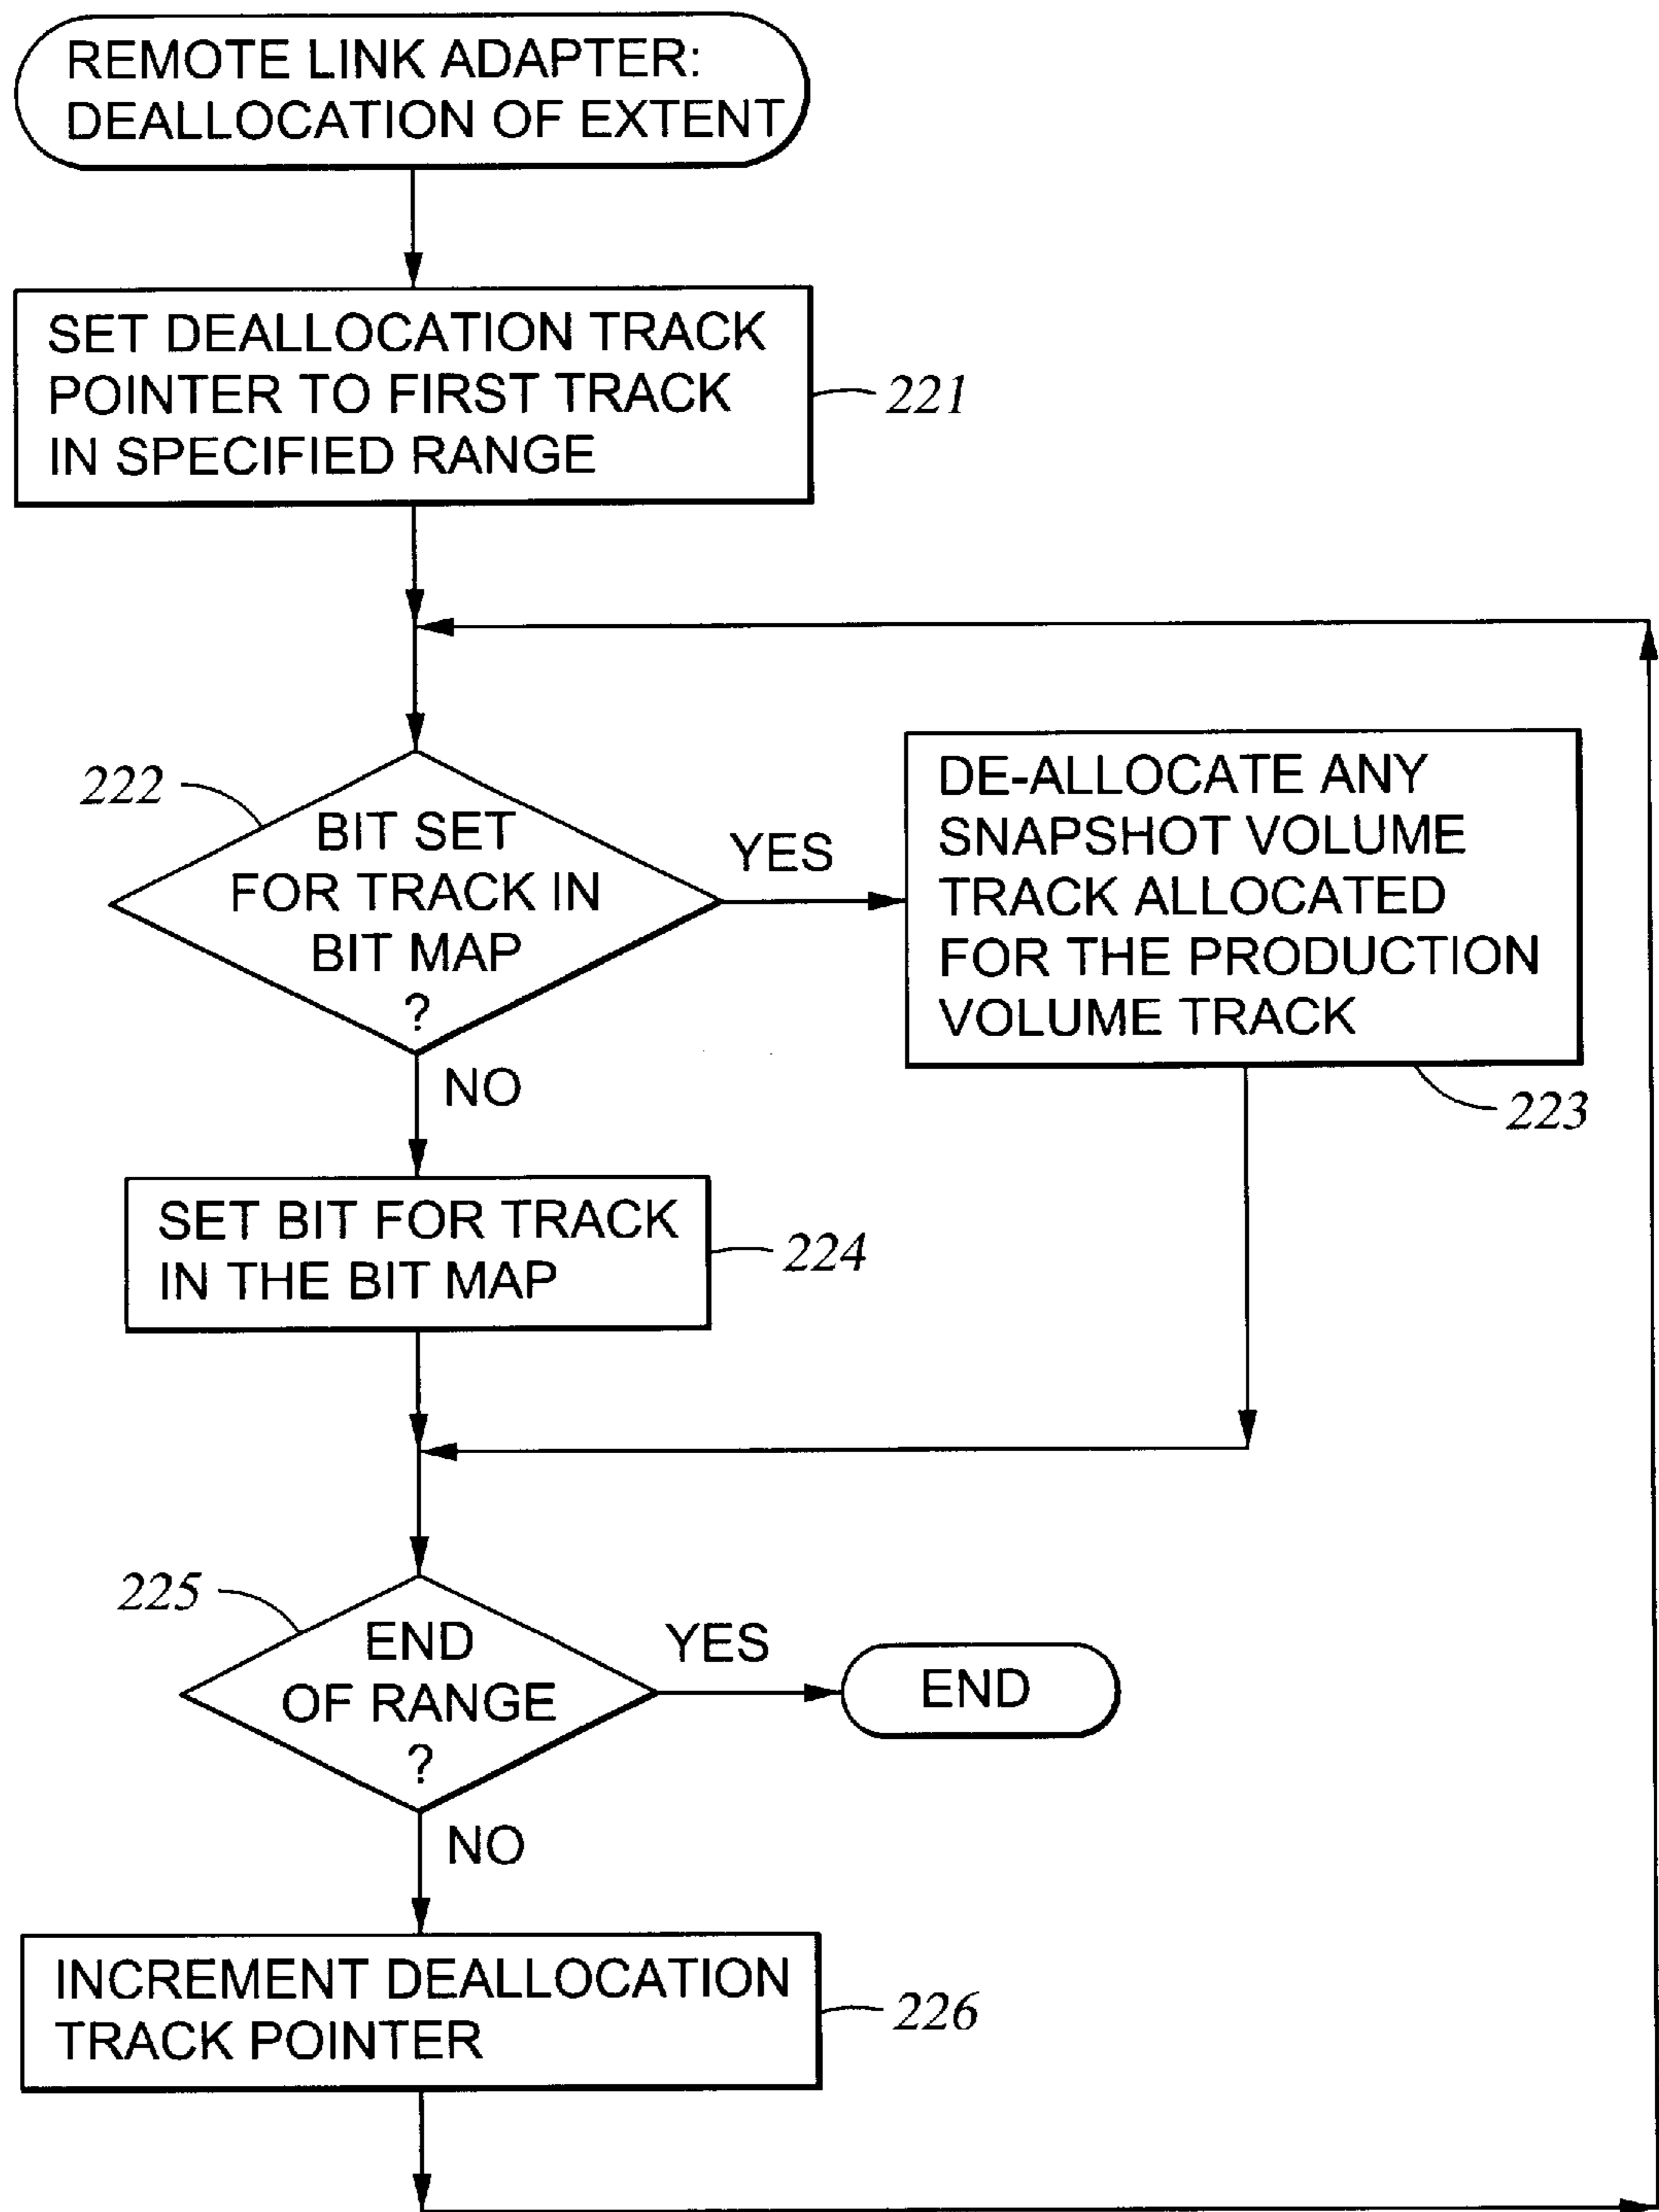 REMOTE LINK ADAPTER:
DEALLOCATION OF EXTENT
SET DEALLOCATION TRACK
POINTER TO FIRST TRACK
IN SPECIFIED RANGE
221
222
BIT SET
FOR TRACK IN
BIT MAP
?
YES
NO
DE-ALLOCATE ANY
SNAPSHOT VOLUME
TRACK ALLOCATED
FOR THE PRODUCTION
VOLUME TRACK
223
SET BIT FOR TRACK
IN THE BIT MAP
224
225
END
OF RANGE
?
YES
END
NO
INCREMENT DEALLOCATION
TRACK POINTER
226